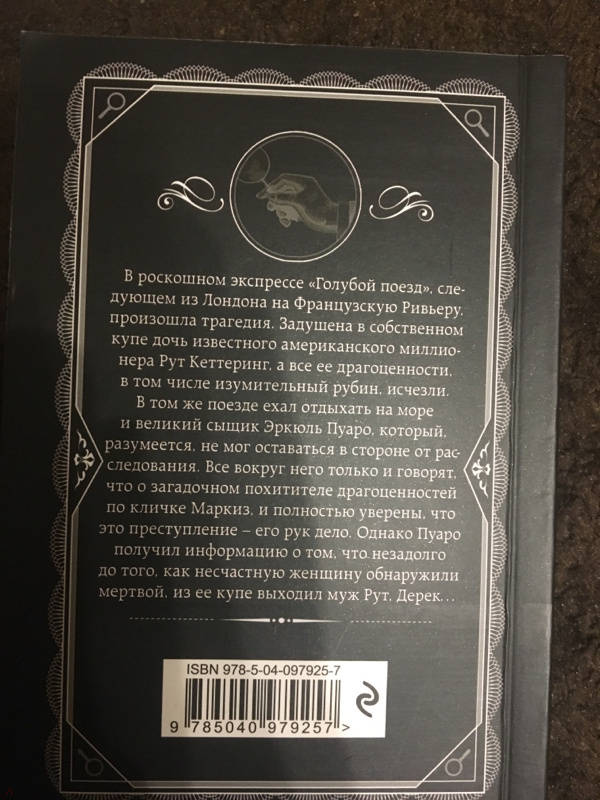 В роскошном экспрессе «Голубой поезд», сле-
дующем из Лондона на Французскую Ривьеру,
произошла трагедия. Задушена в собственном
купе дочь известного американского миллио-
нера Рут Кеттеринг, а все ее драгоценности,
в том числе изумительный рубин, исчезли.
В том же поезде ехал отдыхать на море
и великий сыщик Эркюль Пуаро, который,
разумеется, не мог оставаться в стороне от рас-
следования. Все вокруг него только и говорят,
что о загадочном похитителе драгоценностей
по кличке Маркиз, и полностью уверены, что
это преступление – его рук дело. Однако Пуаро
получил информацию о том, что незадолго
до того, как несчастную женщину обнаружили
мертвой, из ее купе выходил муж Рут, Дерек...
ISBN 978-5-04-097925-7
9 785040 979257 >